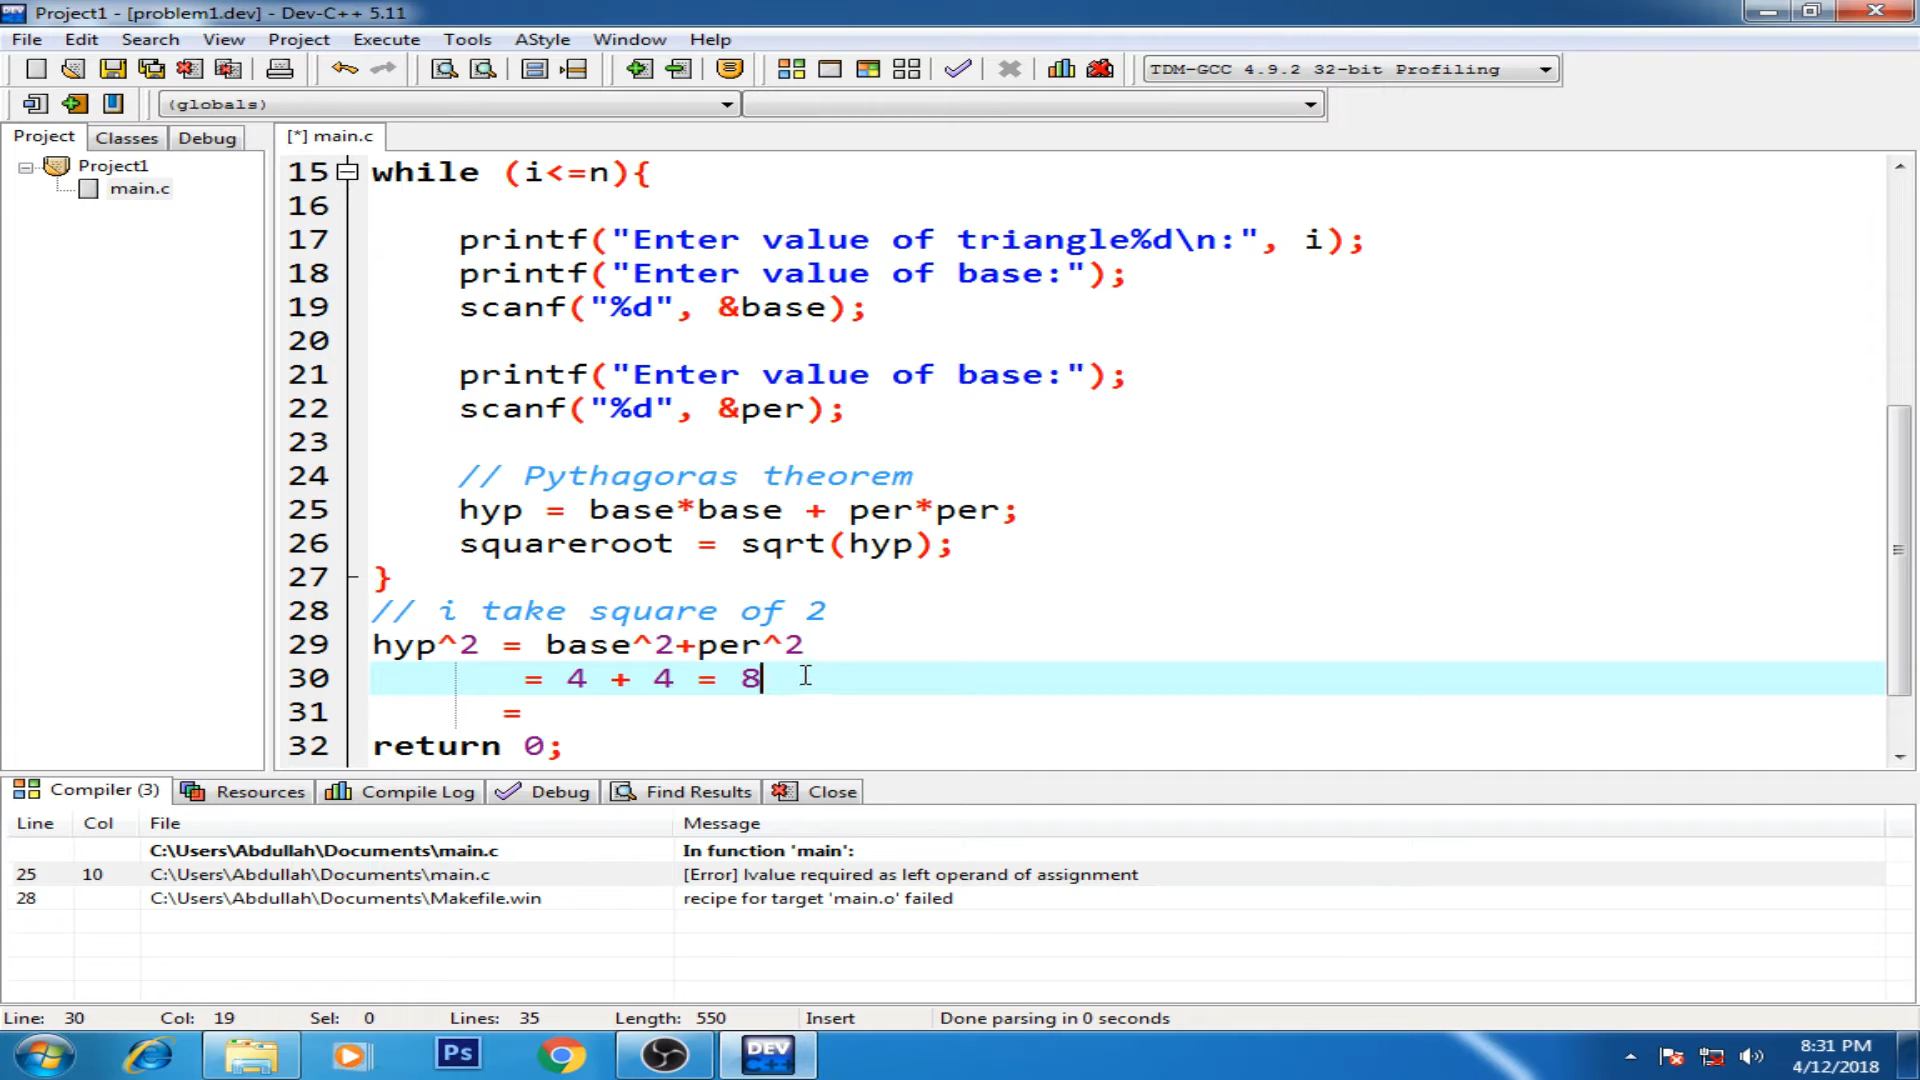 Project1 - [problem1.dev] - Dev-C++ 5.11
File Edit Search View Project Execute Tools AStyle Window Help
TDM-GCC 4.9.2 32-bit Profiling
(globals)
Project Classes Debug
[*] main.c
Project1
main.c
15 while (i<=n){
16
17 printf("Enter value of triangle%d\n:", i);
18 printf("Enter value of base:");
19 scanf("%d", &base);
20
21 printf("Enter value of base:");
22 scanf("%d", &per);
23
24 // Pythagoras theorem
25 hyp = base*base + per*per;
26 squareroot = sqrt(hyp);
27 }
28 // i take square of 2
29 hyp^2 = base^2+per^2
30 = 4 + 4 = 8
31 =
32 return 0;
Compiler (3) Resources Compile Log Debug Find Results Close
Line Col File Message
C:\Users\Abdullah\Documents\main.c In function 'main':
25 10 C:\Users\Abdullah\Documents\main.c [Error] lvalue required as left operand of assignment
28 C:\Users\Abdullah\Documents\Makefile.win recipe for target 'main.o' failed
Line: 30 Col: 19 Sel: 0 Lines: 35 Length: 550 Insert Done parsing in 0 seconds
Ps
DEV
C++
8:31 PM
4/12/2018